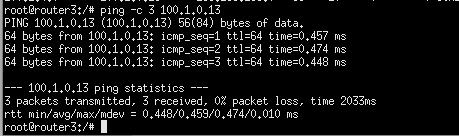 root@router3:/# ping -c 3 100.1.0.13
PING 100.1.0.13 (100.1.0.13) 56(84) bytes of data.
64 bytes from 100.1.0.13: icmp_seq=1 ttl=64 time=0.457 ms
64 bytes from 100.1.0.13: icmp_seq=2 ttl=64 time=0.474 ms
64 bytes from 100.1.0.13: icmp_seq=3 ttl=64 time=0.448 ms

--- 100.1.0.13 ping statistics ---
3 packets transmitted, 3 received, 0% packet loss, time 2033ms
rtt min/avg/max/mdev = 0.448/0.459/0.474/0.010 ms
root@router3:/#